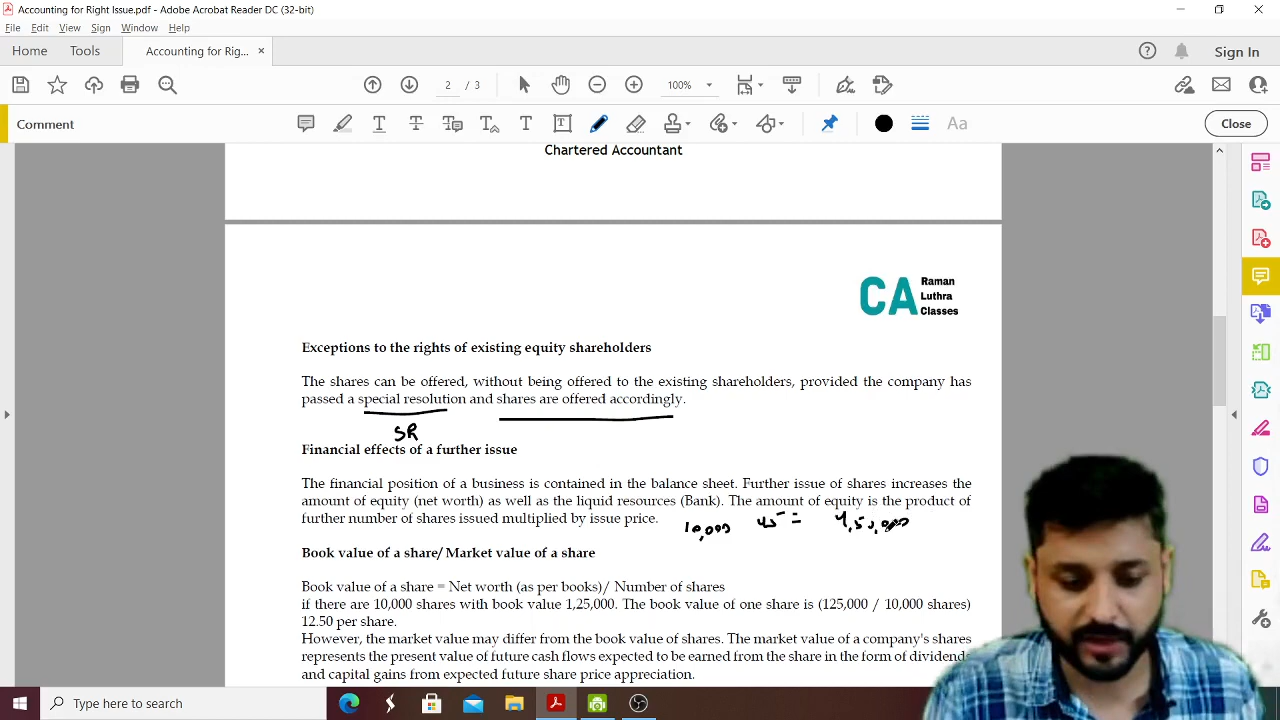 Accounting for Right Issue.pdf - Adobe Acrobat Reader DC (32-bit)
File Edit View Sign Window Help
Home Tools Accounting for Rig... × Sign In
2 / 3 100%
Comment Aa Close
Chartered Accountant
CA Raman
Luthra
Classes
Exceptions to the rights of existing equity shareholders
The shares can be offered, without being offered to the existing shareholders, provided the company has
passed a special resolution and shares are offered accordingly.
SR
Financial effects of a further issue
The financial position of a business is contained in the balance sheet. Further issue of shares increases the
amount of equity (net worth) as well as the liquid resources (Bank). The amount of equity is the product of
further number of shares issued multiplied by issue price.
10,000 45 = 4,50,000
Book value of a share/ Market value of a share
Book value of a share = Net worth (as per books)/ Number of shares
if there are 10,000 shares with book value 1,25,000. The book value of one share is (125,000 / 10,000 shares)
12.50 per share.
However, the market value may differ from the book value of shares. The market value of a company's shares
represents the present value of future cash flows expected to be earned from the share in the form of dividends
and capital gains from expected future share price appreciation.
Type here to search